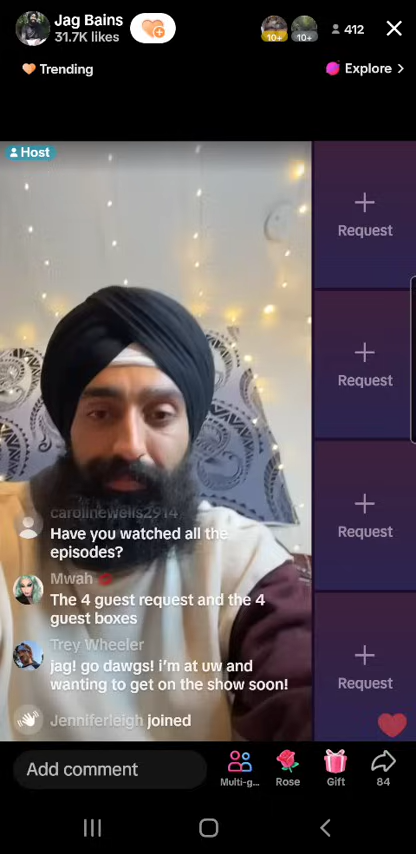 Jag Bains
31.7K likes
10+
10+
412
Trending
Explore >
Host
Request
Request
Request
Request
carolinewells2914
Have you watched all the
episodes?
Mwah
The 4 guest request and the 4
guest boxes
Trey Wheeler
jag! go dawgs! i'm at uw and
wanting to get on the show soon!
Jenniferleigh joined
Add comment
Multi-g...
Rose
Gift
84